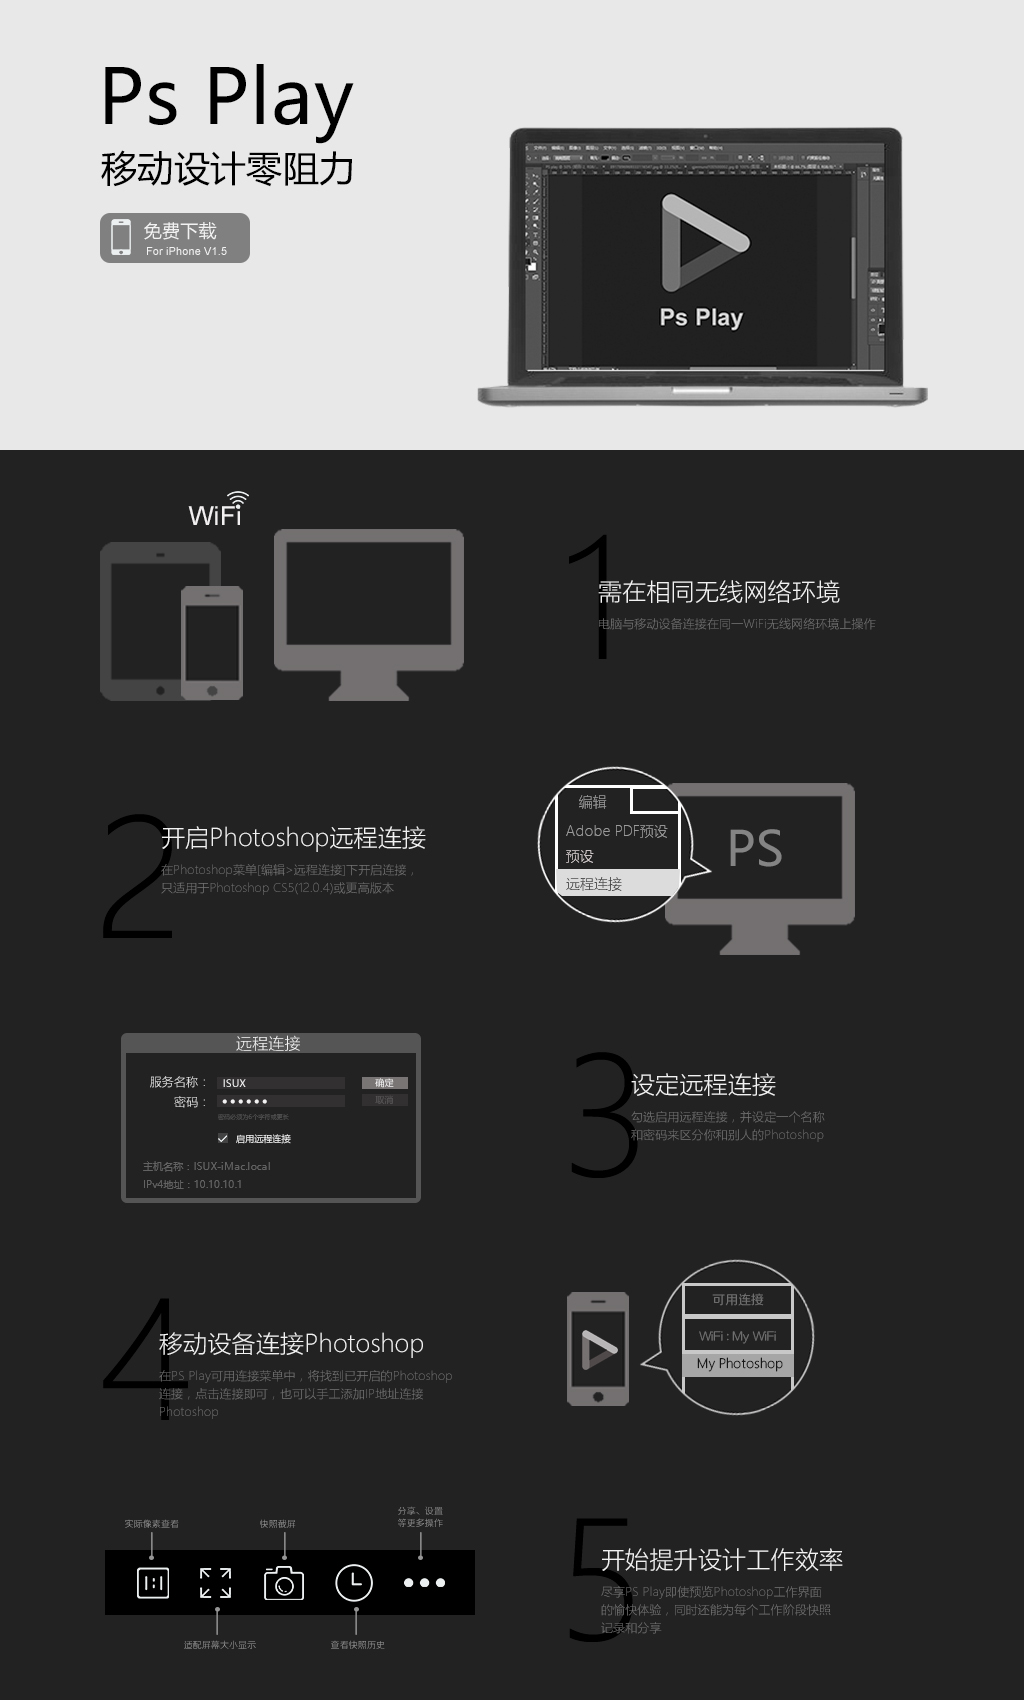 Ps Play
移动设计零阻力
免费下载
For iPhone V1.5
Ps Play
WiFi
1
需在相同无线网络环境
电脑与移动设备连接在同一WiFi无线网络环境上操作
2
开启Photoshop远程连接
在Photoshop菜单[编辑>远程连接]下开启连接，
只适用于Photoshop CS5(12.0.4)或更高版本
编辑
Adobe PDF预设
预设
远程连接
PS
远程连接
服务名称：
ISUX
确定
密码：
●●●●●●
取消
密码必须为6个字符或更长
启用远程连接
主机名称：ISUX-iMac.local
IPv4地址：10.10.10.1
3
设定远程连接
勾选启用远程连接，并设定一个名称
和密码来区分你和别人的Photoshop
4
移动设备连接Photoshop
在PS Play可用连接菜单中，将找到已开启的Photoshop
连接，点击连接即可，也可以手工添加IP地址连接
Photoshop
可用连接
WiFi : My WiFi
My Photoshop
实际像素查看
快照截屏
分享、设置
等更多操作
1:1
适配屏幕大小显示
查看快照历史
5
开始提升设计工作效率
尽享PS Play即使预览Photoshop工作界面
的愉快体验，同时还能为每个工作阶段快照
记录和分享